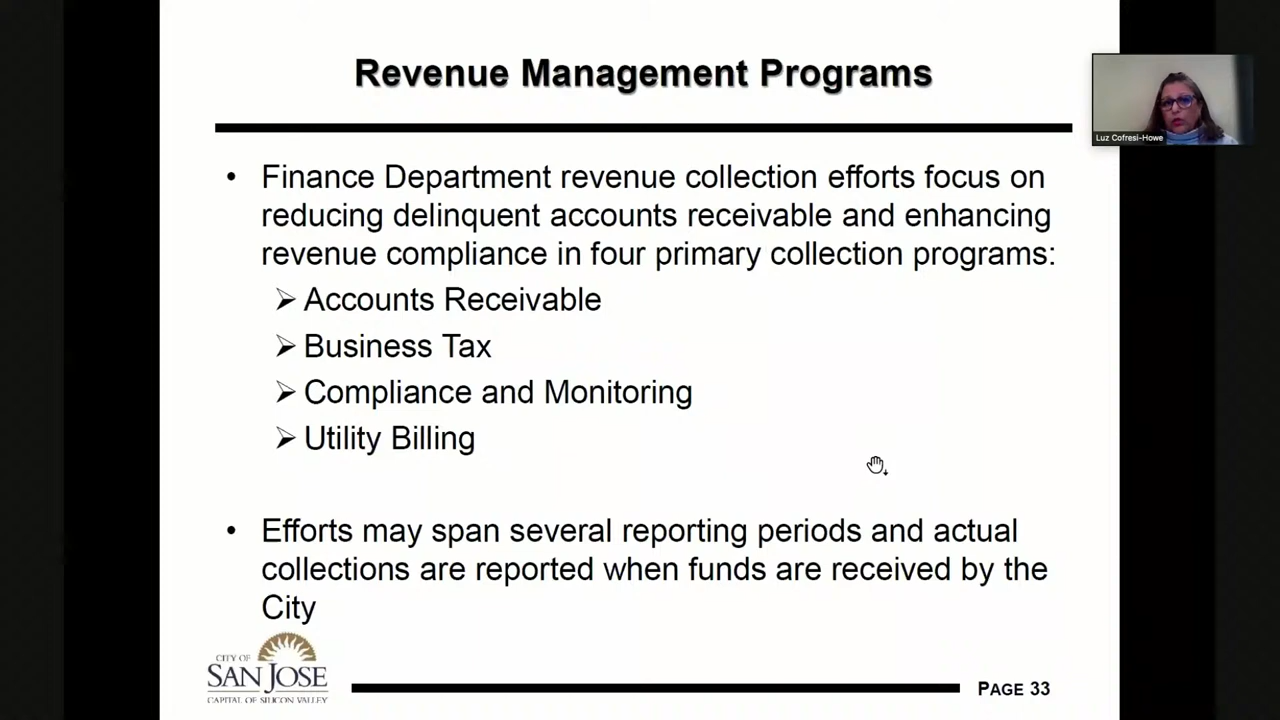 Revenue Management Programs
Luz Cofresi-Howe
• Finance Department revenue collection efforts focus on
reducing delinquent accounts receivable and enhancing
revenue compliance in four primary collection programs:
➢ Accounts Receivable
➢ Business Tax
➢ Compliance and Monitoring
➢ Utility Billing
• Efforts may span several reporting periods and actual
collections are reported when funds are received by the
City
CITY OF
SAN JOSE
CAPITAL OF SILICON VALLEY
PAGE 33